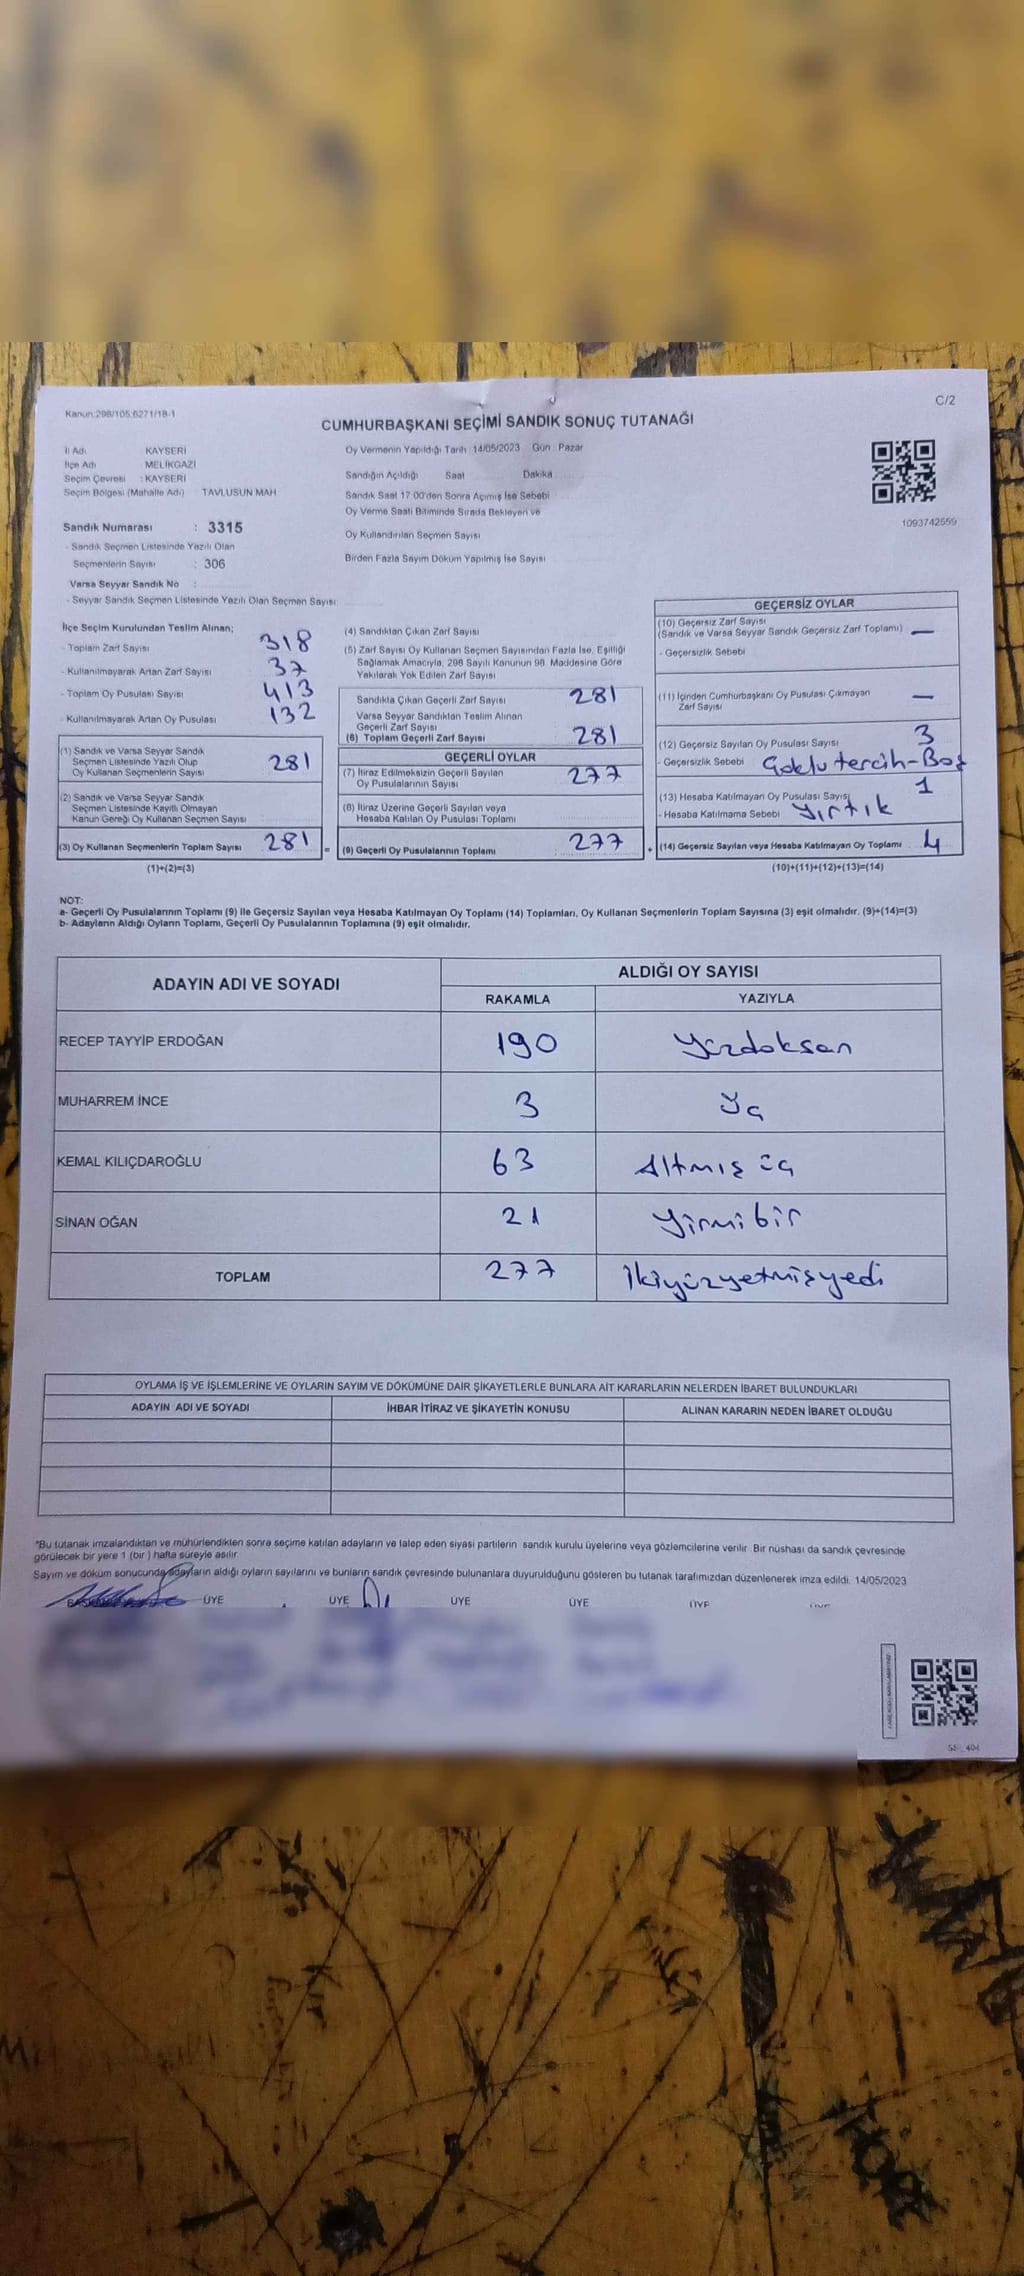 Kanun:298/105,6271/18-1
C/2
CUMHURBAŞKANI SEÇİMİ SANDIK SONUÇ TUTANAĞI
İl Adı KAYSERİ
İlçe Adı MELİKGAZİ
Seçim Çevresi : KAYSERİ
Seçim Bölgesi (Mahalle Adı) : TAVLUSUN MAH
Sandık Numarası : 3315
- Sandık Seçmen Listesinde Yazılı Olan
Seçmenlerin Sayısı : 306
Varsa Seyyar Sandık No :
- Seyyar Sandık Seçmen Listesinde Yazılı Olan Seçmen Sayısı
Oy Vermenin Yapıldığı Tarih : 14/05/2023 Gün : Pazar
Sandığın Açıldığı Saat Dakika
Sandık Saat 17:00'den Sonra Açımış İse Sebebi
Oy Verme Saati Bitiminde Sırada Bekleyen ve
Oy Kullandırılan Seçmen Sayısı
Birden Fazla Sayım Döküm Yapılmış İse Sayısı
1093742559
İlçe Seçim Kurulundan Teslim Alınan;
- Toplam Zarf Sayısı 318
- Kullanılmayarak Artan Zarf Sayısı 37
- Toplam Oy Pusulası Sayısı 413
- Kullanılmayarak Artan Oy Pusulası 132
(1) Sandık ve Varsa Seyyar Sandık
Seçmen Listesinde Yazılı Olup
Oy Kullanan Seçmenlerin Sayısı 281
(2) Sandık ve Varsa Seyyar Sandık
Seçmen Listesinde Kayıtlı Olmayan
Kanun Gereği Oy Kullanan Seçmen Sayısı
(3) Oy Kullanan Seçmenlerin Toplam Sayısı 281 =
(1)+(2)=(3)
(4) Sandıktan Çıkan Zarf Sayısı
(5) Zarf Sayısı Oy Kullanan Seçmen Sayısından Fazla İse, Eşitliği
Sağlamak Amacıyla, 298 Sayılı Kanunun 98. Maddesine Göre
Yakılarak Yok Edilen Zarf Sayısı
Sandıkta Çıkan Geçerli Zarf Sayısı 281
Varsa Seyyar Sandıktan Teslim Alınan
Geçerli Zarf Sayısı
(6) Toplam Geçerli Zarf Sayısı 281
GEÇERLİ OYLAR
(7) İtiraz Edilmeksizin Geçerli Sayılan
Oy Pusulalarının Sayısı 277
(8) İtiraz Üzerine Geçerli Sayılan veya
Hesaba Katılan Oy Pusulası Toplamı
(9) Geçerli Oy Pusulalarının Toplamı 277 +
GEÇERSİZ OYLAR
(10) Geçersiz Zarf Sayısı
(Sandık ve Varsa Seyyar Sandık Geçersiz Zarf Toplamı) —
- Geçersizlik Sebebi
(11) İçinden Cumhurbaşkanı Oy Pusulası Çıkmayan
Zarf Sayısı —
(12) Geçersiz Sayılan Oy Pusulası Sayısı 3
- Geçersizlik Sebebi Çoklu tercih-Boş
(13) Hesaba Katılmayan Oy Pusulası Sayısı 1
- Hesaba Katılmama Sebebi yırtık
(14) Geçersiz Sayılan veya Hesaba Katılmayan Oy Toplamı 4
(10)+(11)+(12)+(13)=(14)
NOT:
a- Geçerli Oy Pusulalarının Toplamı (9) ile Geçersiz Sayılan veya Hesaba Katılmayan Oy Toplamı (14) Toplamları, Oy Kullanan Seçmenlerin Toplam Sayısına (3) eşit olmalıdır. (9)+(14)=(3)
b- Adayların Aldığı Oyların Toplamı, Geçerli Oy Pusulalarının Toplamına (9) eşit olmalıdır.
ADAYIN ADI VE SOYADI ALDIĞI OY SAYISI
RAKAMLA YAZIYLA
RECEP TAYYİP ERDOĞAN 190 yüzdoksan
MUHARREM İNCE 3 Üç
KEMAL KILIÇDAROĞLU 63 Altmış üç
SİNAN OĞAN 21 yirmibir
TOPLAM 277 İkiyüzyetmişyedi
OYLAMA İŞ VE İŞLEMLERİNE VE OYLARIN SAYIM VE DÖKÜMÜNE DAİR ŞİKAYETLERLE BUNLARA AİT KARARLARIN NELERDEN İBARET BULUNDUKLARI
ADAYIN ADI VE SOYADI İHBAR İTİRAZ VE ŞİKAYETİN KONUSU ALINAN KARARIN NEDEN İBARET OLDUĞU
*Bu tutanak imzalandıktan ve mühürlendikten sonra seçime katılan adayların ve talep eden siyasi partilerin sandık kurulu üyelerine veya gözlemcilerine verilir. Bir nüshası da sandık çevresinde
görülecek bir yere 1 (bir ) hafta süreyle asılır.
Sayım ve döküm sonucunda adayların aldığı oyların sayılarını ve bunların sandık çevresinde bulunanlara duyurulduğunu gösteren bu tutanak tarafımızdan düzenlenerek imza edildi. 14/05/2023
BAŞKAN ÜYE ÜYE ÜYE ÜYE ÜYE ÜYE